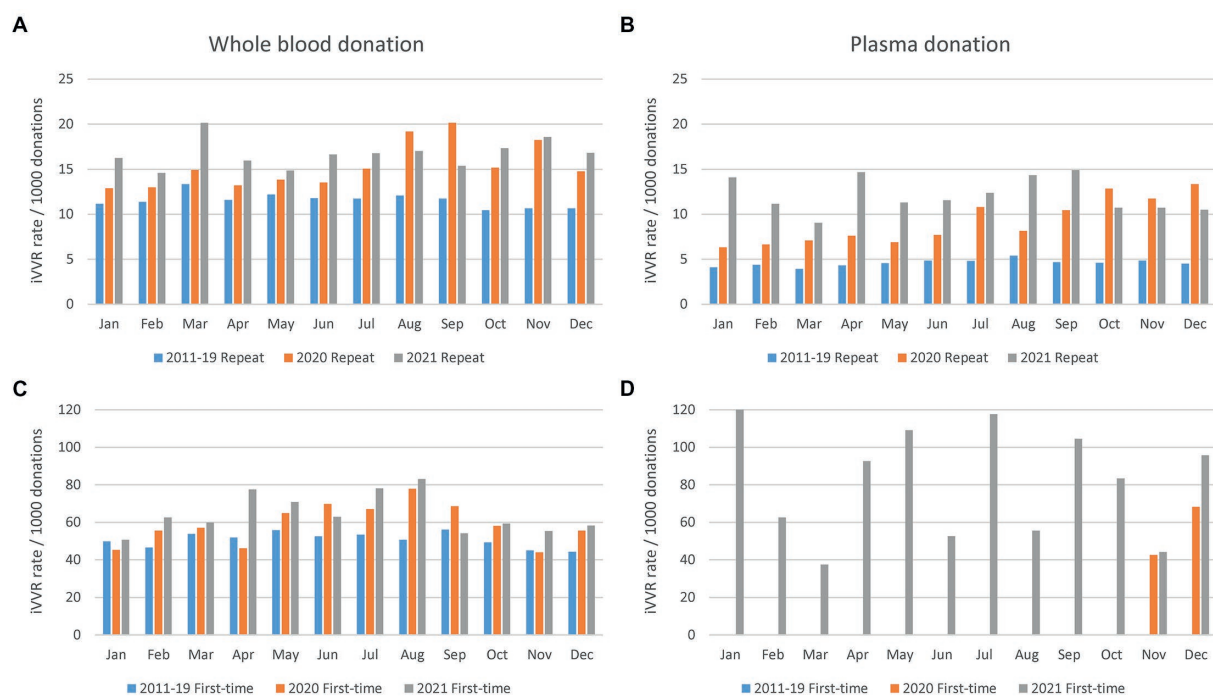 A
Whole blood donation
iVVR rate / 1000 donations
25
20
15
10
5
0
Jan Feb Mar Apr May Jun Jul Aug Sep Oct Nov Dec
2011-19 Repeat 2020 Repeat 2021 Repeat
B
Plasma donation
iVVR rate / 1000 donations
25
20
15
10
5
0
Jan Feb Mar Apr May Jun Jul Aug Sep Oct Nov Dec
2011-19 Repeat 2020 Repeat 2021 Repeat
C
iVVR rate / 1000 donations
120
100
80
60
40
20
0
Jan Feb Mar Apr May Jun Jul Aug Sep Oct Nov Dec
2011-19 First-time 2020 First-time 2021 First-time
D
iVVR rate / 1000 donations
120
100
80
60
40
20
0
Jan Feb Mar Apr May Jun Jul Aug Sep Oct Nov Dec
2011-19 First-time 2020 First-time 2021 First-time